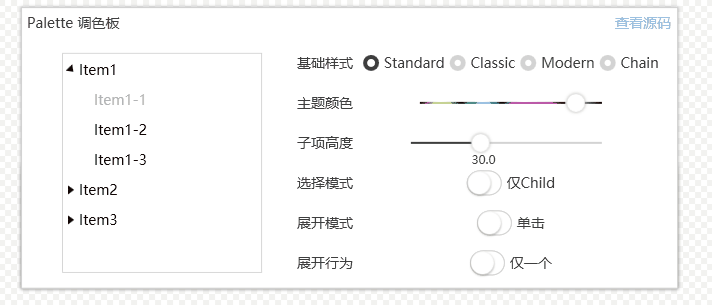 Palette 调色板
查看源码
Item1
Item1-1
Item1-2
Item1-3
Item2
Item3
基础样式 Standard Classic Modern Chain
主题颜色
子项高度
30.0
选择模式 仅Child
展开模式 单击
展开行为 仅一个